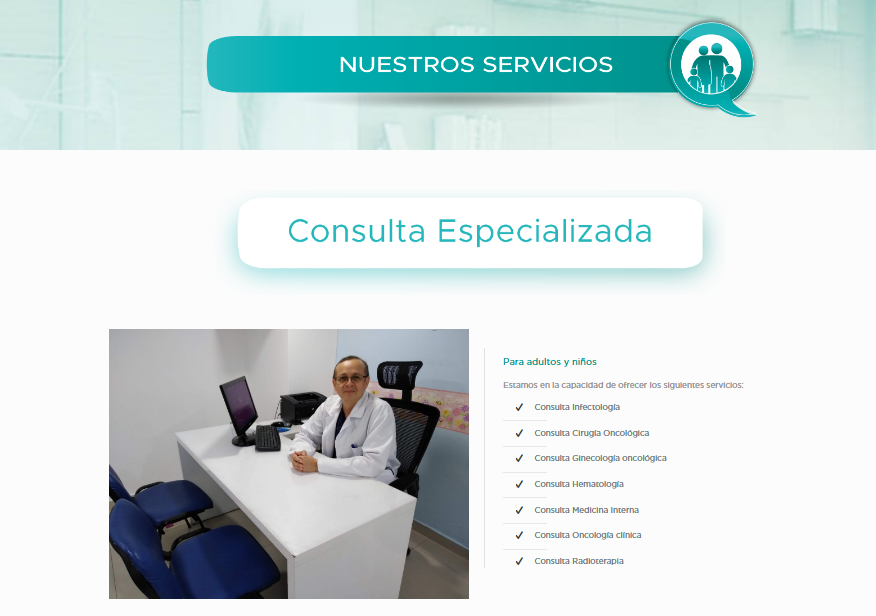 NUESTROS SERVICIOS
Consulta Especializada
Para adultos y niños
Estamos en la capacidad de ofrecer los siguientes servicios:
Consulta Infectología
Consulta Cirugía Oncológica
Consulta Ginecología oncológica
Consulta Hematología
Consulta Medicina Interna
Consulta Oncología clínica
Consulta Radioterapia